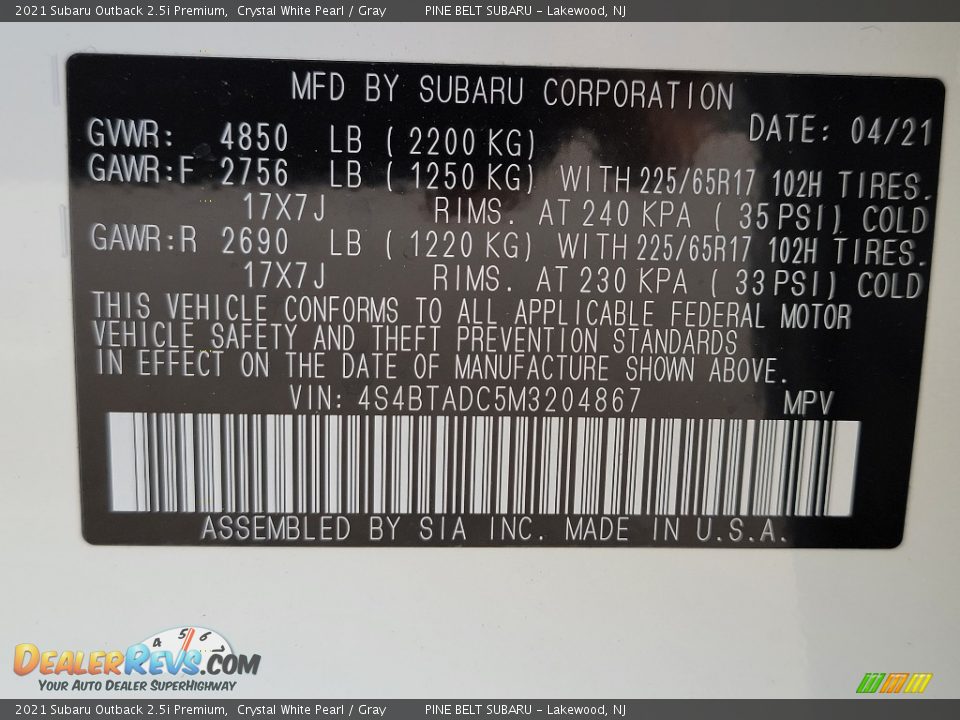 2021 Subaru Outback 2.5i Premium,  Crystal White Pearl / Gray  PINE BELT SUBARU - Lakewood, NJ
MFD BY SUBARU CORPORATION
GVWR: 4850 LB ( 2200 KG) DATE: 04/21
GAWR:F 2756 LB ( 1250 KG) WITH 225/65R17 102H TIRES.
17X7J RIMS. AT 240 KPA ( 35 PSI) COLD
GAWR:R 2690 LB ( 1220 KG) WITH 225/65R17 102H TIRES.
17X7J RIMS. AT 230 KPA ( 33 PSI) COLD
THIS VEHICLE CONFORMS TO ALL APPLICABLE FEDERAL MOTOR
VEHICLE SAFETY AND THEFT PREVENTION STANDARDS
IN EFFECT ON THE DATE OF MANUFACTURE SHOWN ABOVE.
VIN: 4S4BTADC5M3204867 MPV
ASSEMBLED BY SIA INC. MADE IN U.S.A.
4 5 6 7
DEALERREVS.COM
YOUR AUTO DEALER SUPERHIGHWAY
2021 Subaru Outback 2.5i Premium,  Crystal White Pearl / Gray  PINE BELT SUBARU - Lakewood, NJ